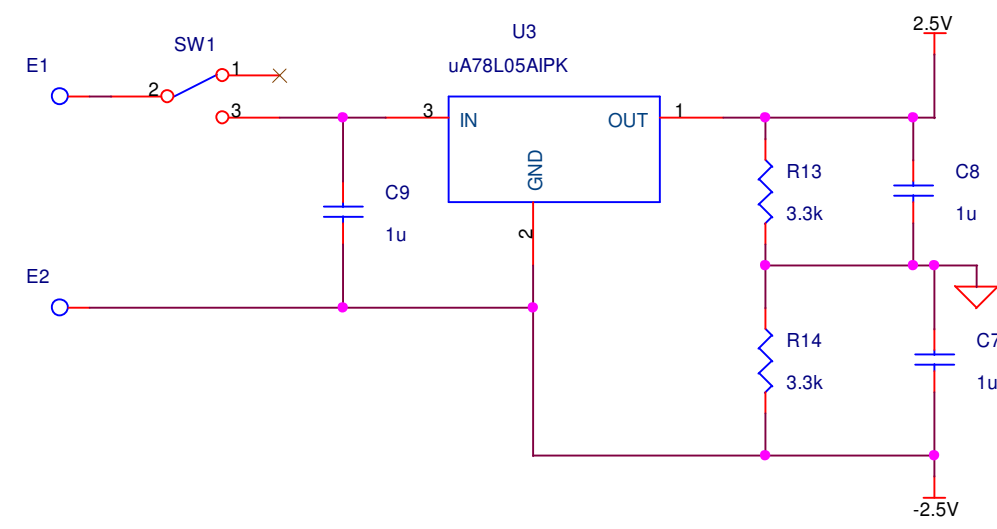 2.5V
U3
SW1
uA78L05AIPK
E1
1
2
3
3
IN
OUT
1
GND
R13
C8
3.3k
1u
C9
1u
2
E2
R14
C7
3.3k
1u
-2.5V